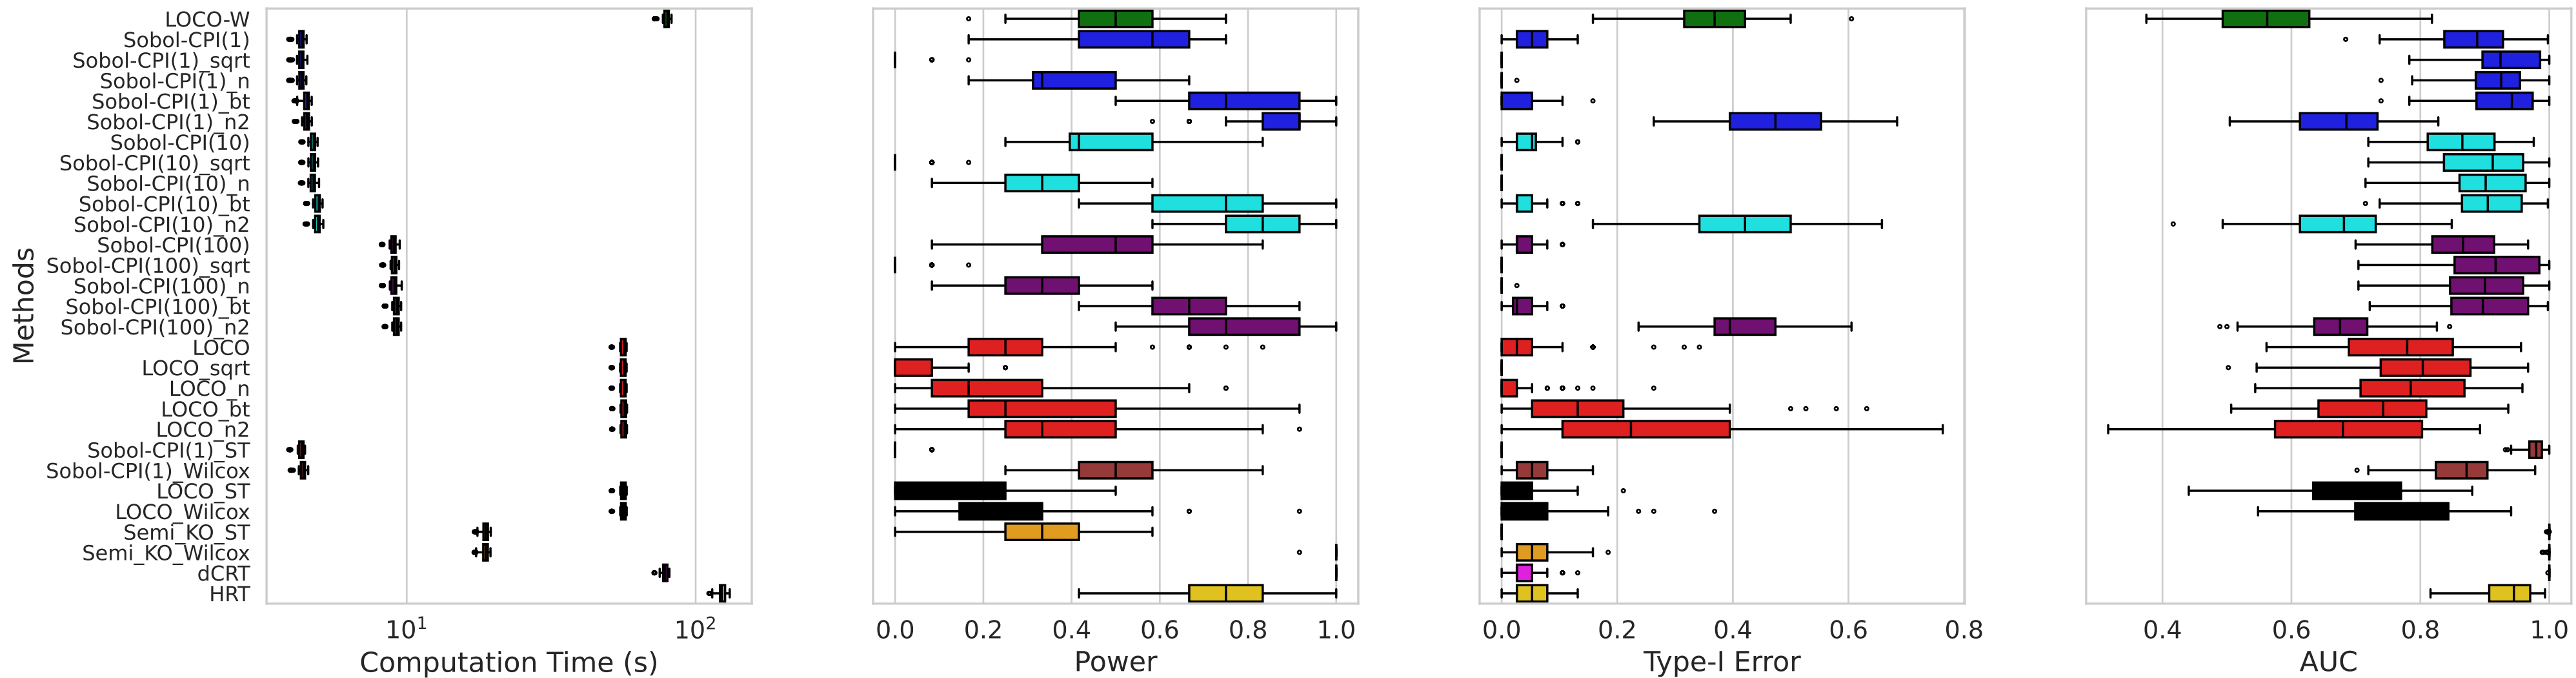 Methods
LOCO-W
Sobol-CPI(1)
Sobol-CPI(1)_sqrt
Sobol-CPI(1)_n
Sobol-CPI(1)_bt
Sobol-CPI(1)_n2
Sobol-CPI(10)
Sobol-CPI(10)_sqrt
Sobol-CPI(10)_n
Sobol-CPI(10)_bt
Sobol-CPI(10)_n2
Sobol-CPI(100)
Sobol-CPI(100)_sqrt
Sobol-CPI(100)_n
Sobol-CPI(100)_bt
Sobol-CPI(100)_n2
LOCO
LOCO_sqrt
LOCO_n
LOCO_bt
LOCO_n2
Sobol-CPI(1)_ST
Sobol-CPI(1)_Wilcox
LOCO_ST
LOCO_Wilcox
Semi_KO_ST
Semi_KO_Wilcox
dCRT
HRT
10¹ 10²
Computation Time (s)
0.0 0.2 0.4 0.6 0.8 1.0
Power
0.0 0.2 0.4 0.6 0.8
Type-I Error
0.4 0.6 0.8 1.0
AUC